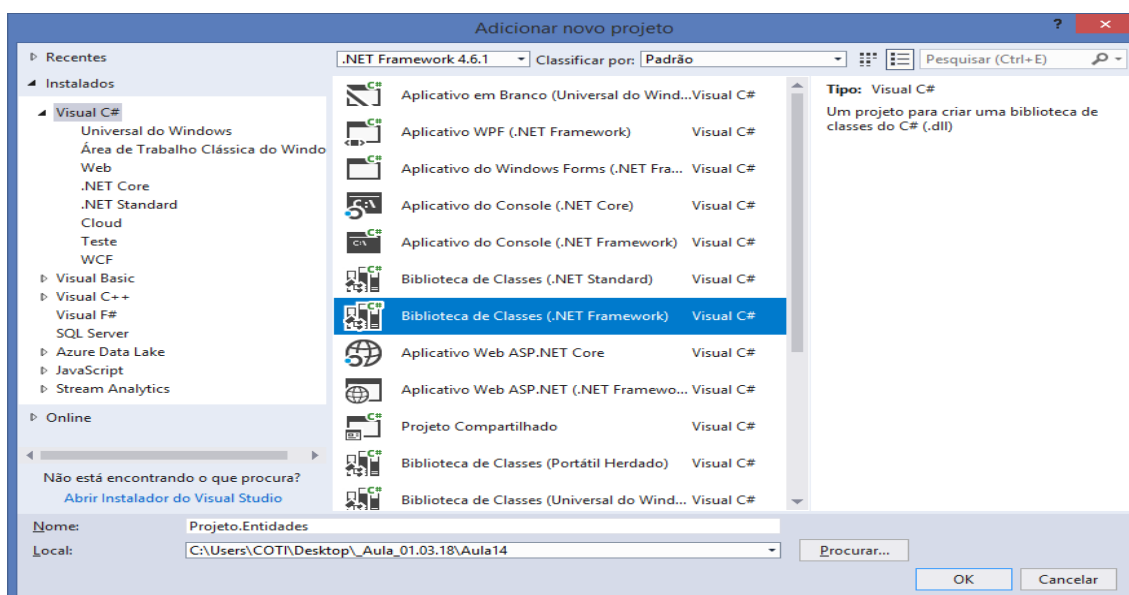 Adicionar novo projeto
? ×
Recentes
.NET Framework 4.6.1
Classificar por: Padrão
Pesquisar (Ctrl+E)
Instalados
Visual C#
Universal do Windows
Área de Trabalho Clássica do Windo
Web
.NET Core
.NET Standard
Cloud
Teste
WCF
Visual Basic
Visual C++
Visual F#
SQL Server
Azure Data Lake
JavaScript
Stream Analytics
Online
Não está encontrando o que procura?
Abrir Instalador do Visual Studio
Aplicativo em Branco (Universal do Wind... Visual C#
Aplicativo WPF (.NET Framework) Visual C#
Aplicativo do Windows Forms (.NET Fra... Visual C#
Aplicativo do Console (.NET Core) Visual C#
Aplicativo do Console (.NET Framework) Visual C#
Biblioteca de Classes (.NET Standard) Visual C#
Biblioteca de Classes (.NET Framework) Visual C#
Aplicativo Web ASP.NET Core Visual C#
Aplicativo Web ASP.NET (.NET Framewo... Visual C#
Projeto Compartilhado Visual C#
Biblioteca de Classes (Portátil Herdado) Visual C#
Biblioteca de Classes (Universal do Wind... Visual C#
Tipo: Visual C#
Um projeto para criar uma biblioteca de
classes do C# (.dll)
Nome: Projeto.Entidades
Local: C:\Users\COTI\Desktop\_Aula_01.03.18\Aula14
Procurar...
OK Cancelar